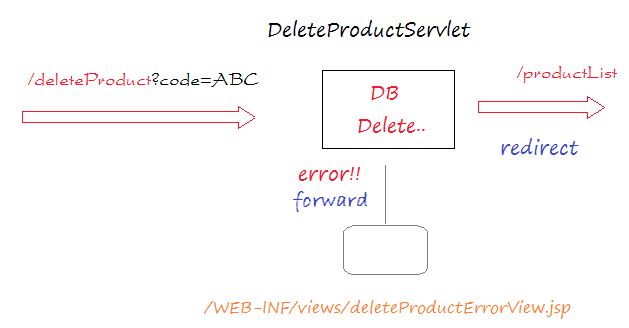 DeleteProductServlet
/deleteProduct?code=ABC
/productList
DB
Delete..
redirect
error!!
forward
/WEB-INF/views/deleteProductErrorView.jsp